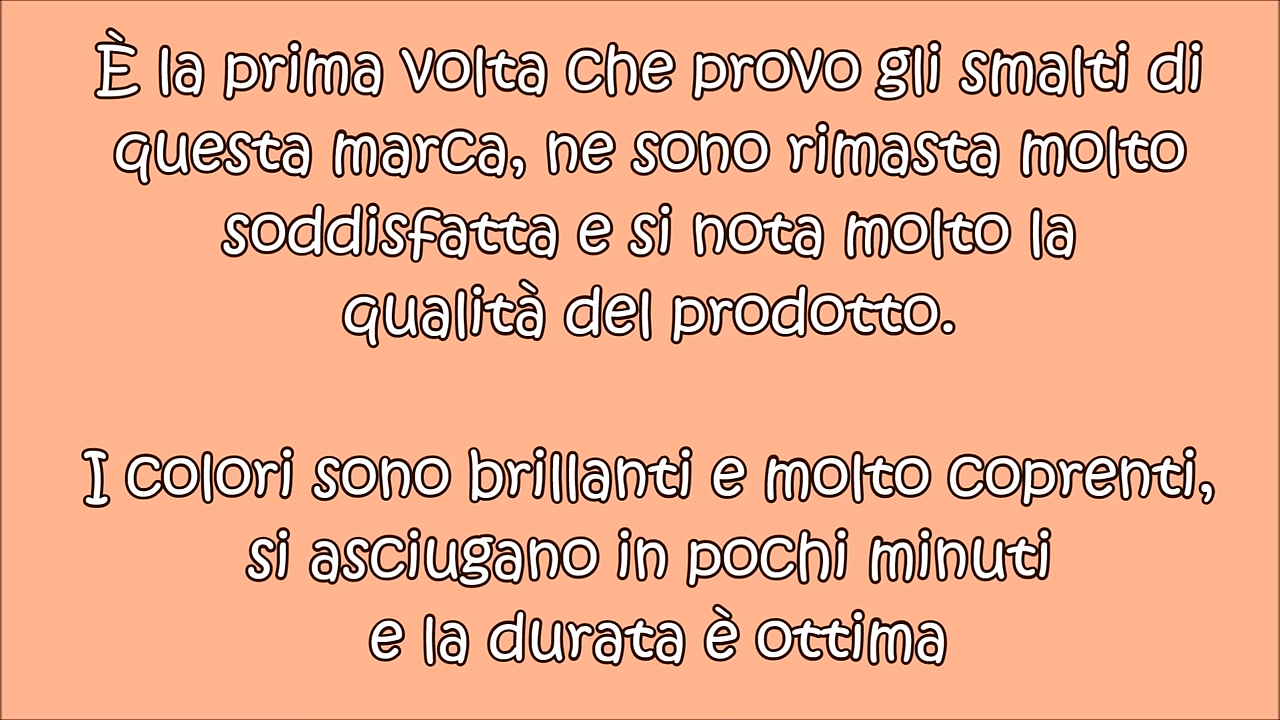 È la prima volta che provo gli smalti di
questa marca, ne sono rimasta molto
soddisfatta e si nota molto la
qualità del prodotto.
I colori sono brillanti e molto coprenti,
si asciugano in pochi minuti
e la durata è ottima